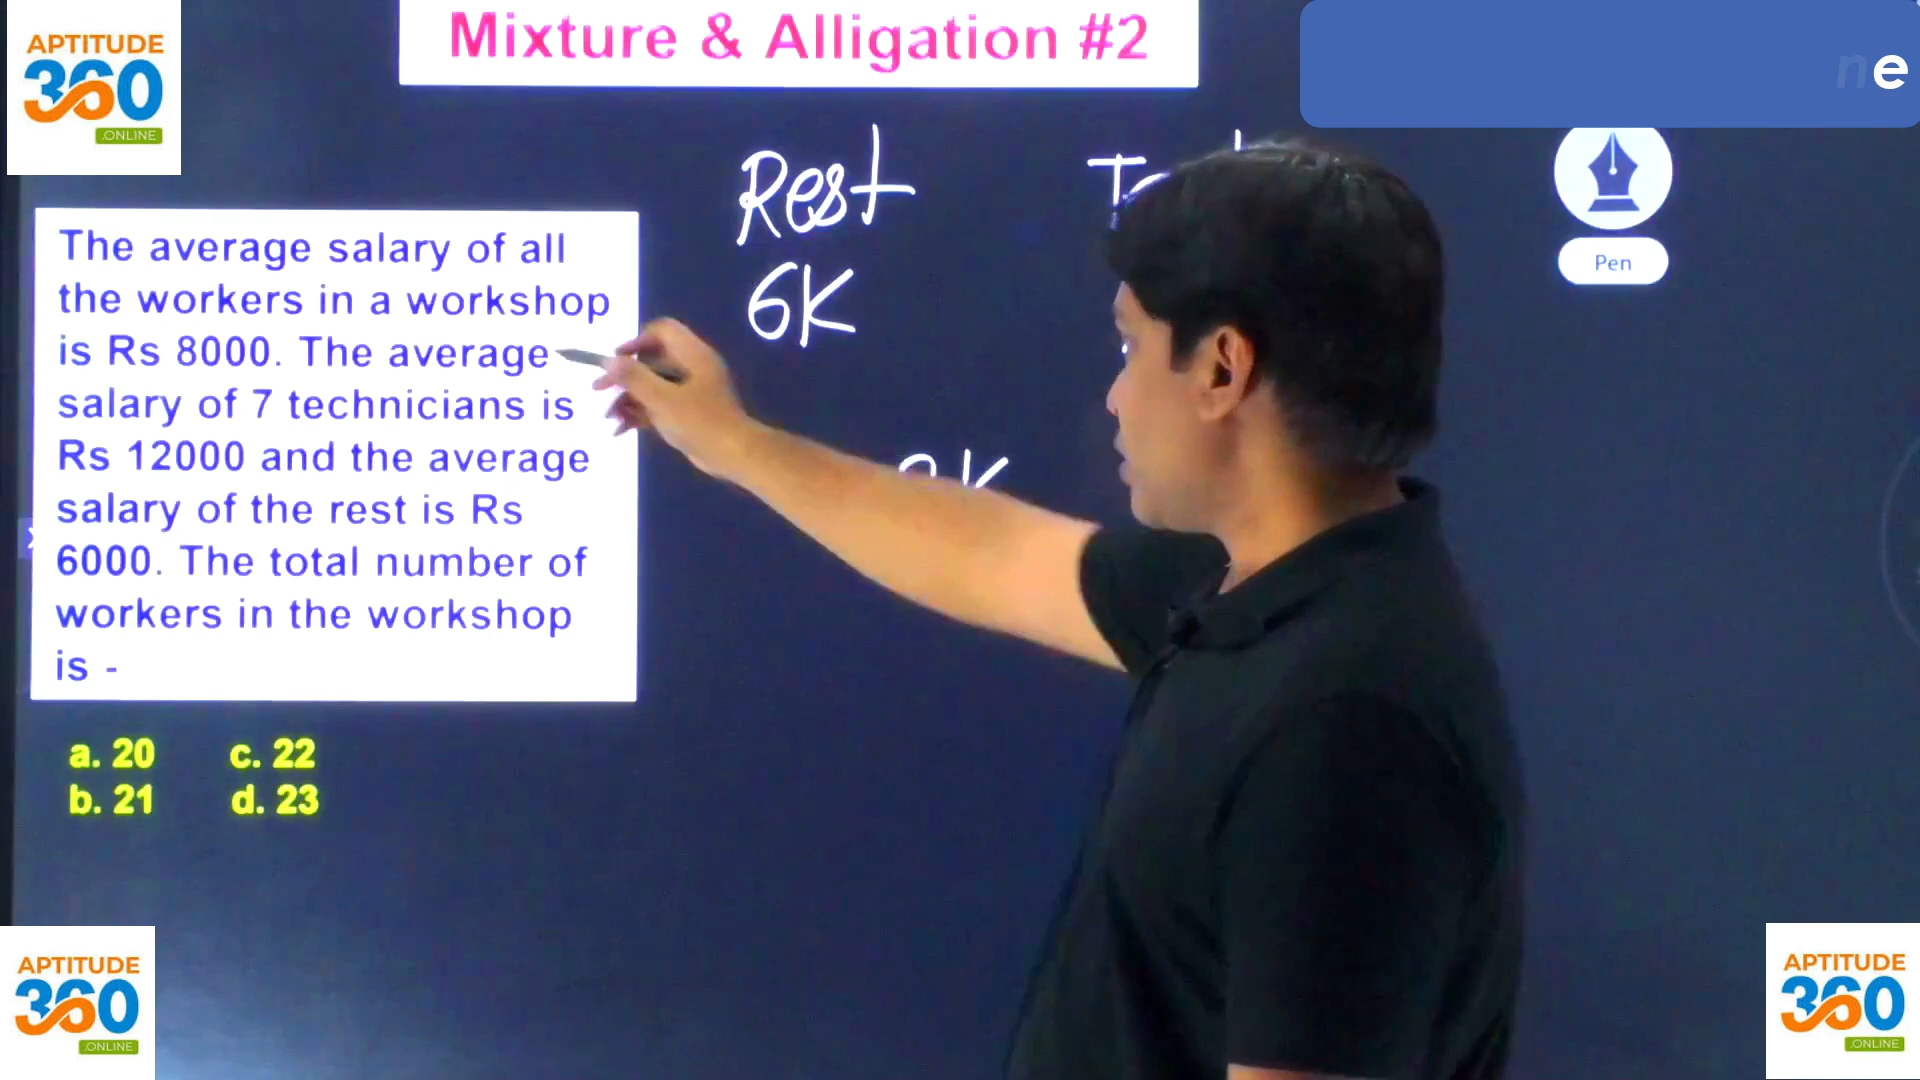 APTITUDE
360
.ONLINE
Mixture & Alligation #2
ne
Rest
6K
Pen
The average salary of all
the workers in a workshop
is Rs 8000. The average
salary of 7 technicians is
Rs 12000 and the average
salary of the rest is Rs
6000. The total number of
workers in the workshop
is -
a. 20 c. 22
b. 21 d. 23
APTITUDE
360
.ONLINE
APTITUDE
360
.ONLINE